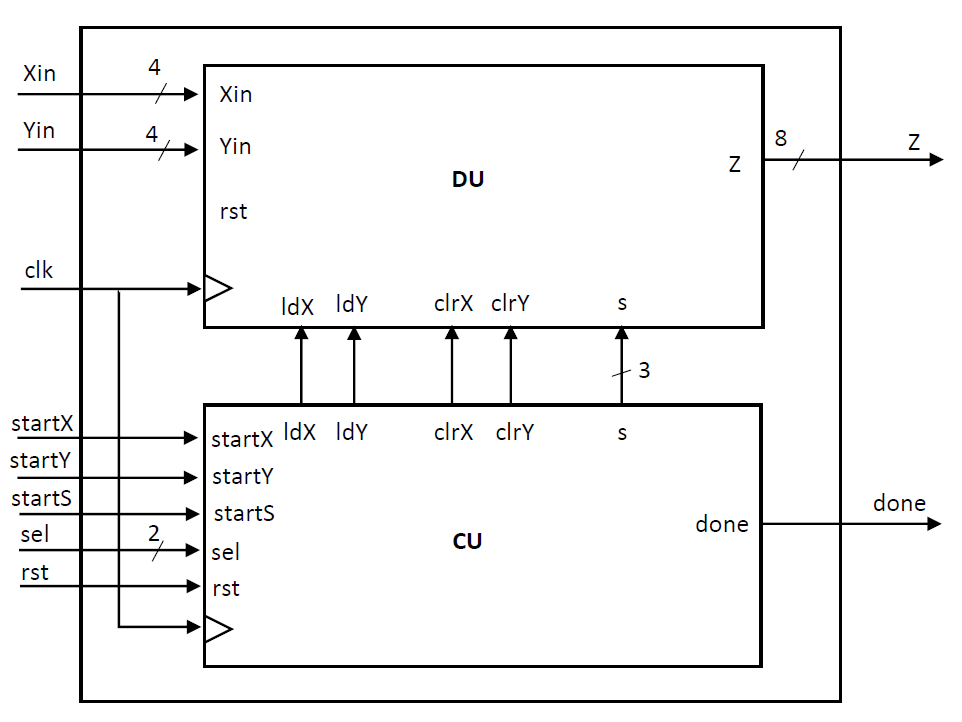 Xin
4
Xin
Yin
4
Yin
8
Z
Z
DU
rst
clk
ldX ldY clrX clrY s
3
startX
startX ldX ldY clrX clrY s
startY
startY
startS
startS
done
done
sel
2
sel
CU
rst
rst